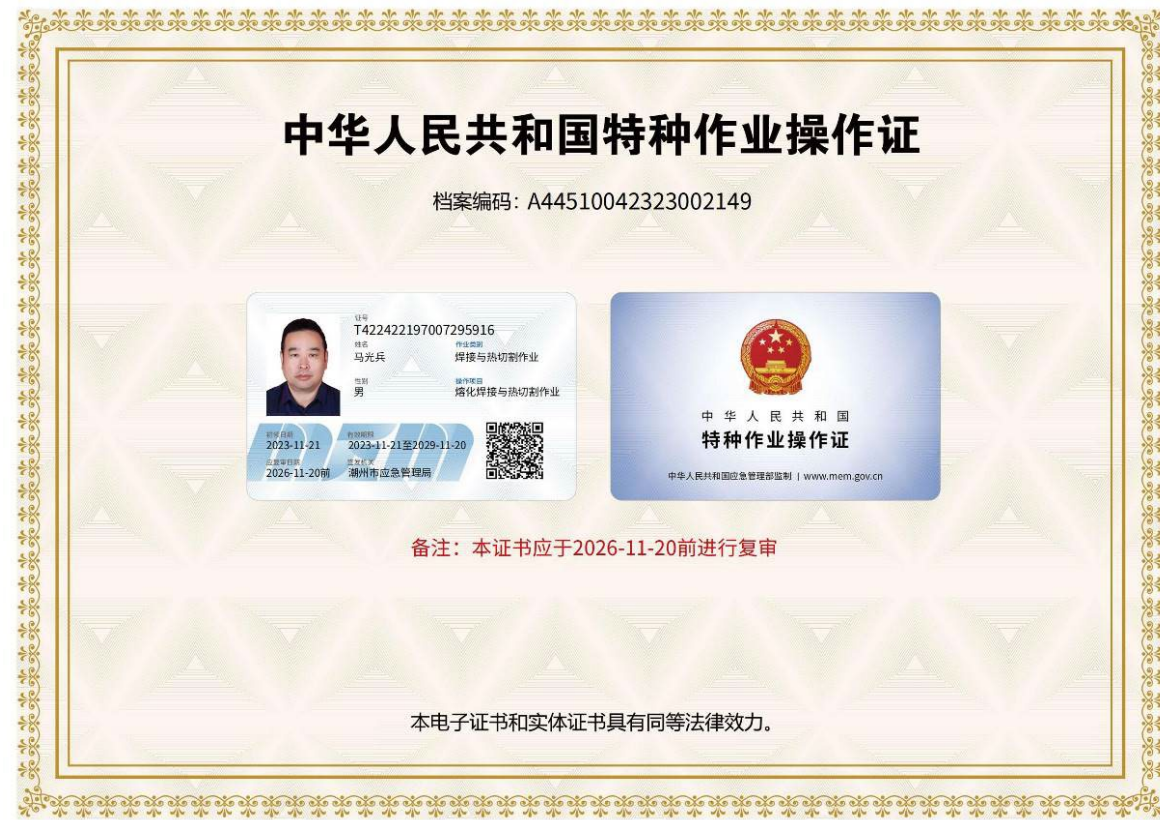 中华人民共和国特种作业操作证
档案编码：A44510042323002149
证号
T422422197007295916
姓名
作业类别
马光兵
焊接与热切割作业
性别
操作项目
男
熔化焊接与热切割作业
初领日期
有效期限
2023-11-21
2023-11-21至2029-11-20
应复审日期
签发机关
2026-11-20前
潮州市应急管理局
中华人民共和国
特种作业操作证
中华人民共和国应急管理部监制 | www.mem.gov.cn
备注：本证书应于2026-11-20前进行复审
本电子证书和实体证书具有同等法律效力。